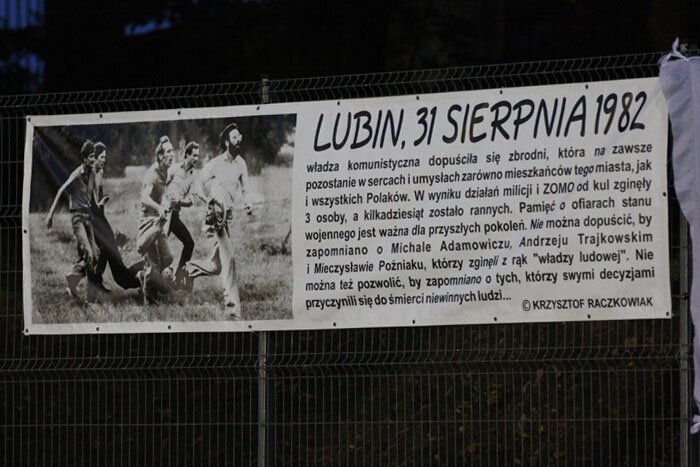 LUBIN, 31 SIERPNIA 1982
władza komunistyczna dopuściła się zbrodni, która na zawsze
pozostanie w sercach i umysłach zarówno mieszkańców tego miasta, jak
i wszystkich Polaków. W wyniku działań milicji i ZOMO od kul zginęły
3 osoby, a kilkadziesiąt zostało rannych. Pamięć o ofiarach stanu
wojennego jest ważna dla przyszłych pokoleń. Nie można dopuścić, by
zapomniano o Michale Adamowiczu, Andrzeju Trajkowskim
i Mieczysławie Poźniaku, którzy zginęli z rąk "władzy ludowej". Nie
można też pozwolić, by zapomniano o tych, którzy swymi decyzjami
przyczynili się do śmierci niewinnych ludzi...
© KRZYSZTOF RACZKOWIAK